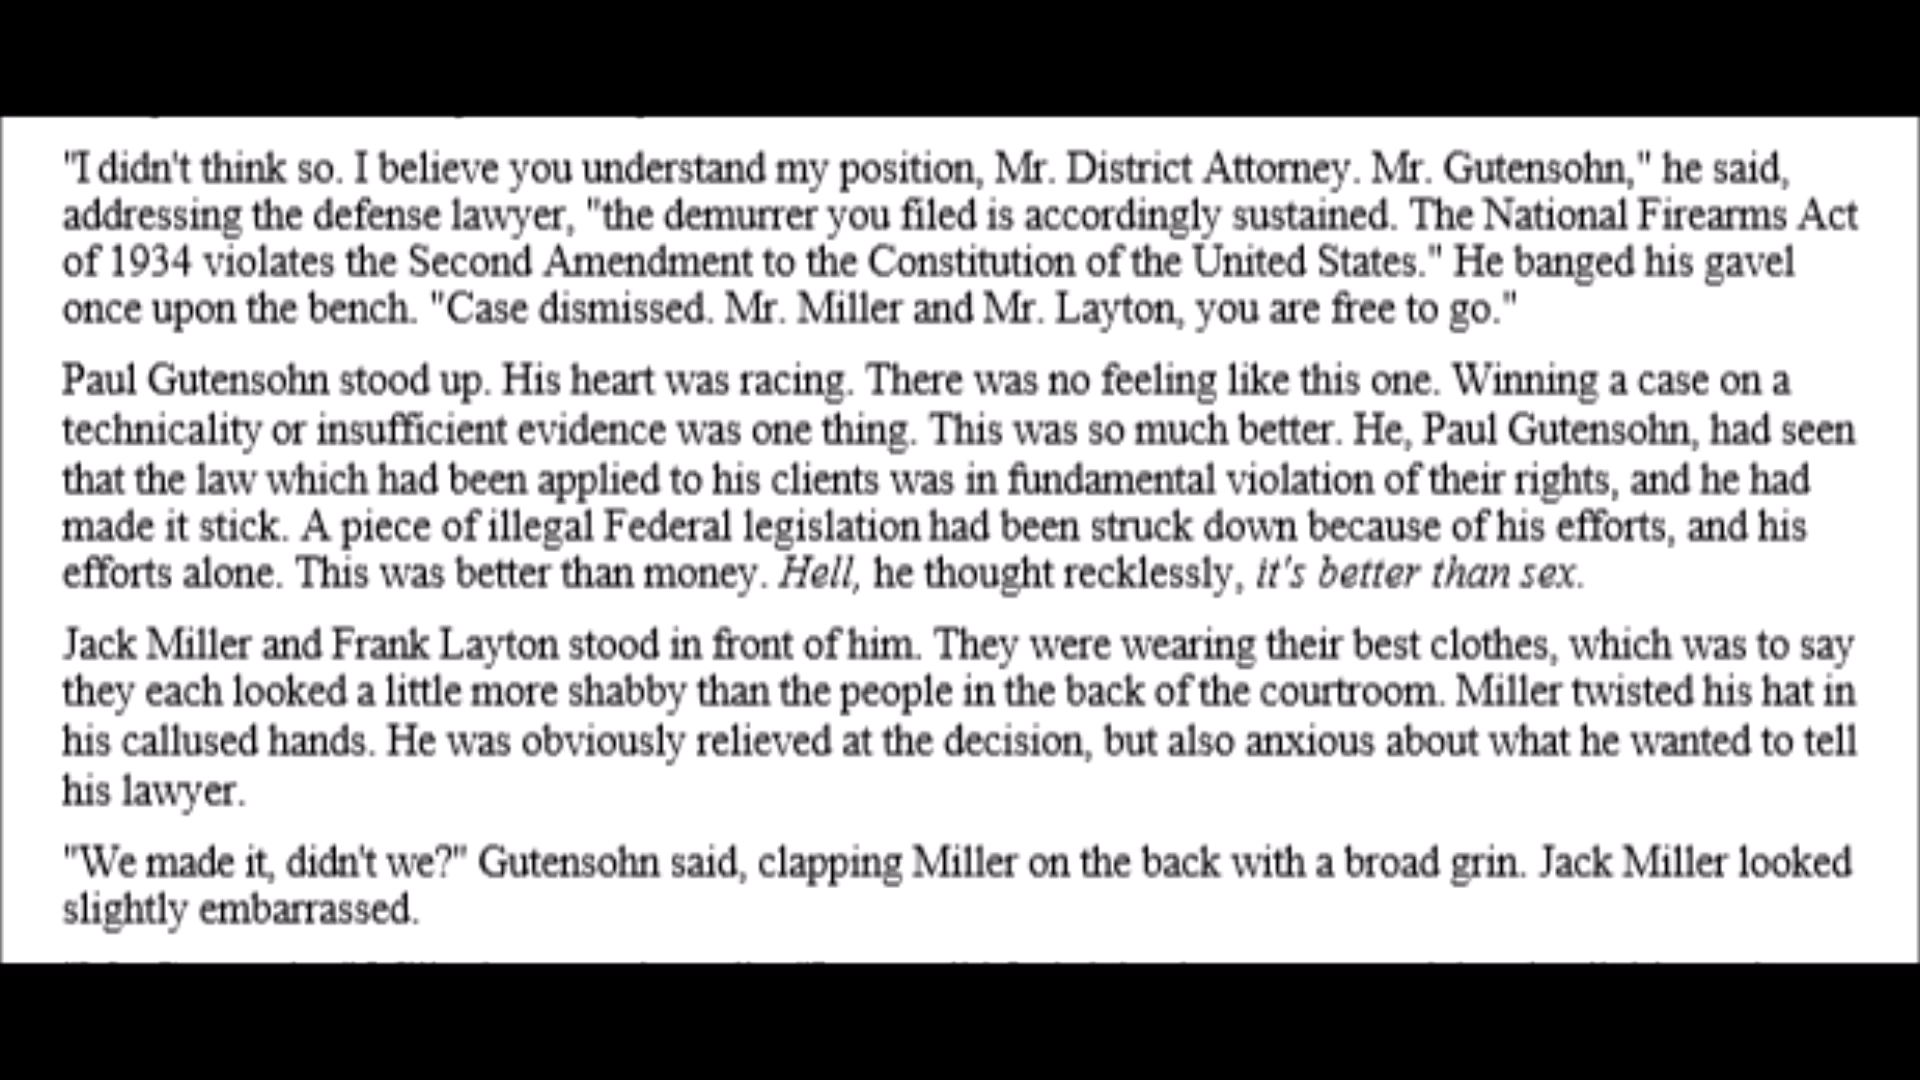 "I didn't think so. I believe you understand my position, Mr. District Attorney. Mr. Gutensohn," he said,
addressing the defense lawyer, "the demurrer you filed is accordingly sustained. The National Firearms Act
of 1934 violates the Second Amendment to the Constitution of the United States." He banged his gavel
once upon the bench. "Case dismissed. Mr. Miller and Mr. Layton, you are free to go."
Paul Gutensohn stood up. His heart was racing. There was no feeling like this one. Winning a case on a
technicality or insufficient evidence was one thing. This was so much better. He, Paul Gutensohn, had seen
that the law which had been applied to his clients was in fundamental violation of their rights, and he had
made it stick. A piece of illegal Federal legislation had been struck down because of his efforts, and his
efforts alone. This was better than money. Hell, he thought recklessly, it's better than sex.
Jack Miller and Frank Layton stood in front of him. They were wearing their best clothes, which was to say
they each looked a little more shabby than the people in the back of the courtroom. Miller twisted his hat in
his callused hands. He was obviously relieved at the decision, but also anxious about what he wanted to tell
his lawyer.
"We made it, didn't we?" Gutensohn said, clapping Miller on the back with a broad grin. Jack Miller looked
slightly embarrassed.